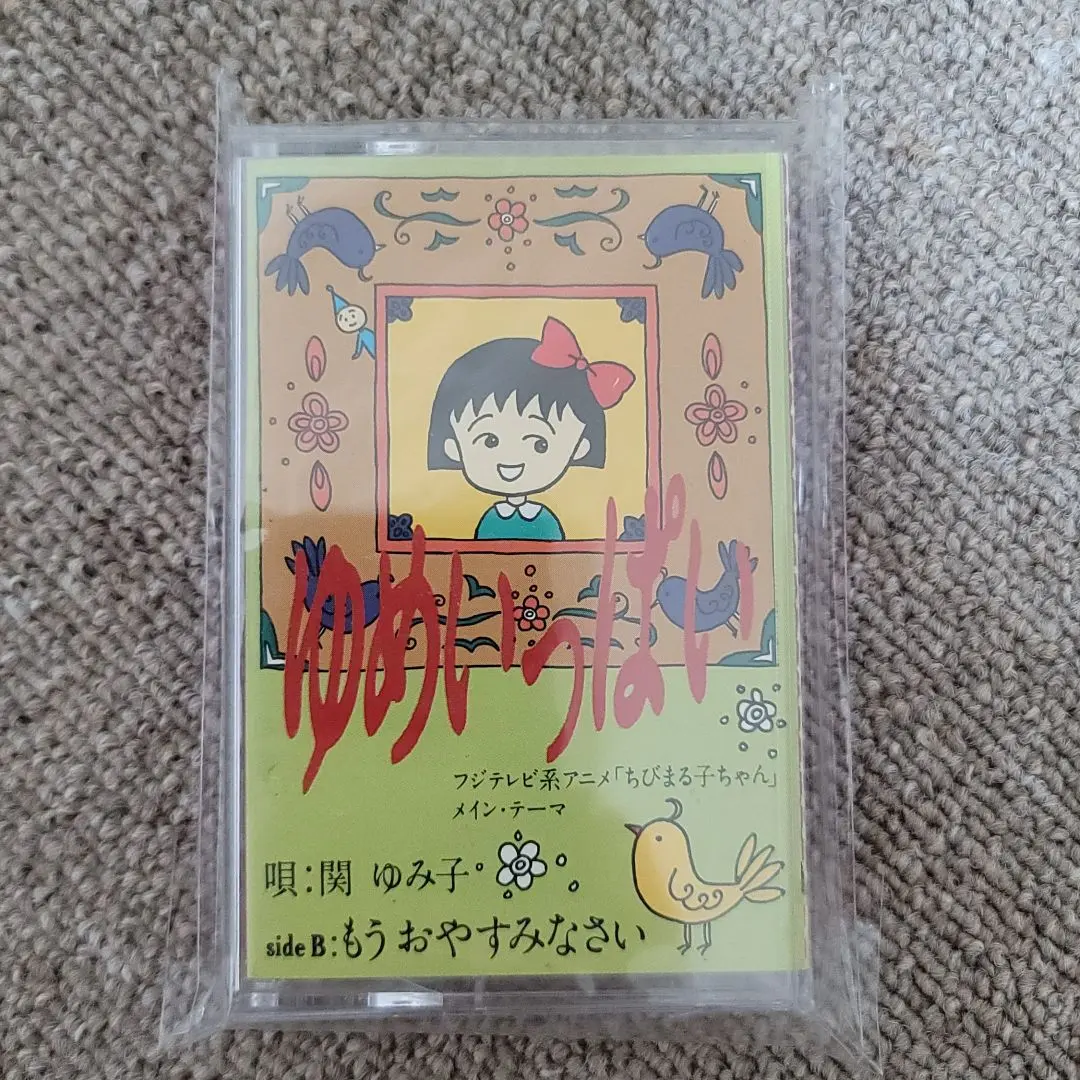 ゆめいっぱい
フジテレビ系アニメ「ちびまる子ちゃん」
メイン・テーマ
唄:関 ゆみ子
side B:もうおやすみなさい